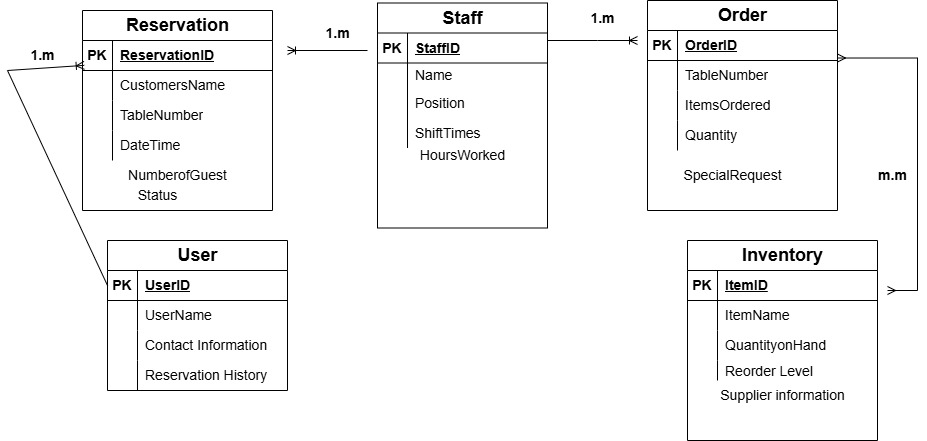 Reservation
PK ReservationID
CustomersName
TableNumber
DateTime
NumberofGuest
Status
1.m
1.m
Staff
PK StaffID
Name
Position
ShiftTimes
HoursWorked
1.m
Order
PK OrderID
TableNumber
ItemsOrdered
Quantity
SpecialRequest
m.m
User
PK UserID
UserName
Contact Information
Reservation History
Inventory
PK ItemID
ItemName
QuantityonHand
Reorder Level
Supplier information